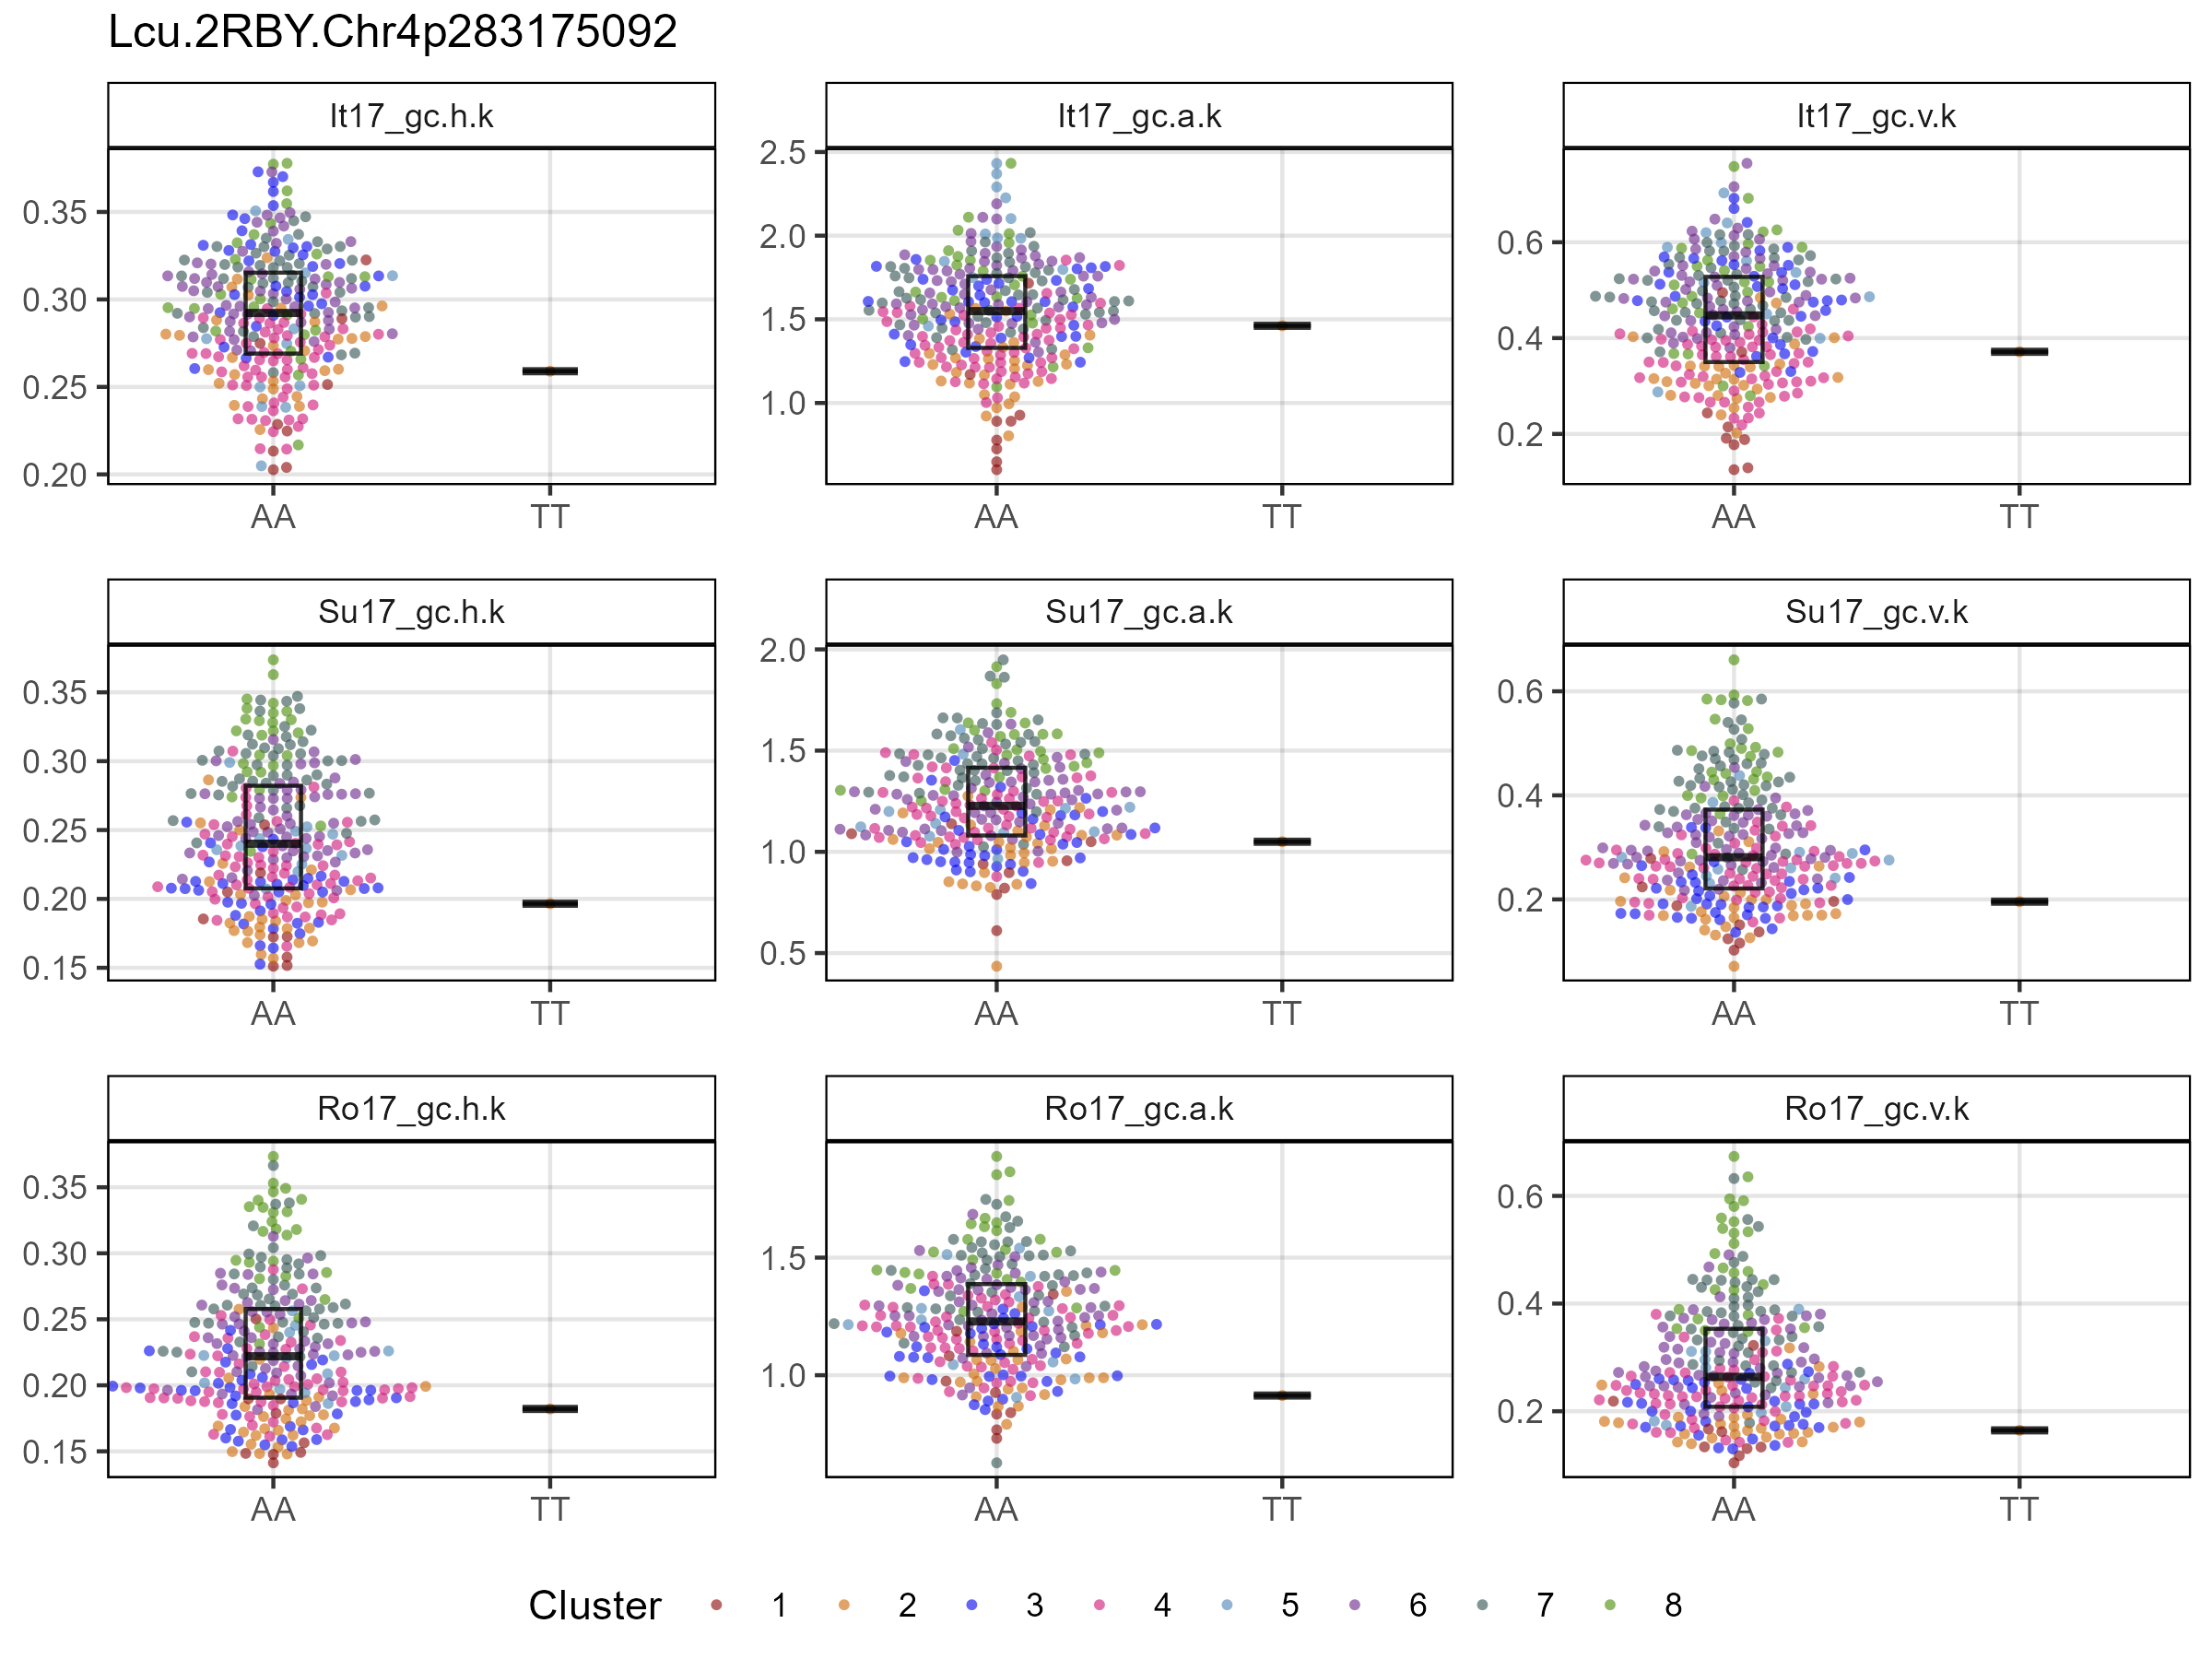 Lcu.2RBY.Chr4p283175092
It17_gc.h.k
It17_gc.a.k
It17_gc.v.k
0.35
0.30
0.25
0.20
AA
TT
2.5
2.0
1.5
1.0
AA
TT
0.6
0.4
0.2
AA
TT
Su17_gc.h.k
Su17_gc.a.k
Su17_gc.v.k
0.35
0.30
0.25
0.20
0.15
AA
TT
2.0
1.5
1.0
0.5
AA
TT
0.6
0.4
0.2
AA
TT
Ro17_gc.h.k
Ro17_gc.a.k
Ro17_gc.v.k
0.35
0.30
0.25
0.20
0.15
AA
TT
1.5
1.0
AA
TT
0.6
0.4
0.2
AA
TT
Cluster 1 2 3 4 5 6 7 8